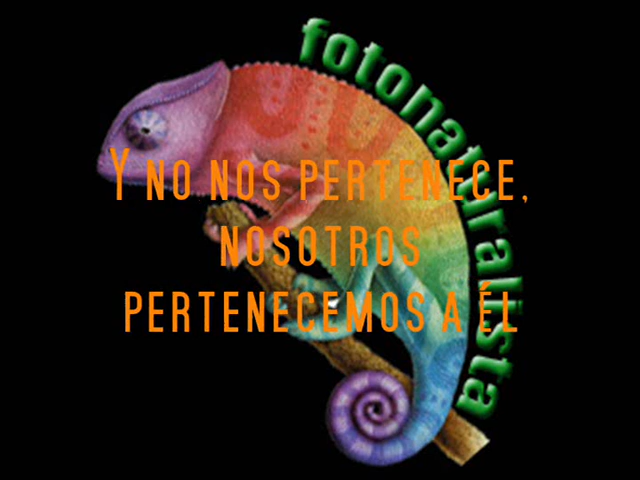 fotonaturalista
Y NO NOS PERTENECE,
NOSOTROS
PERTENECEMOS A ÉL